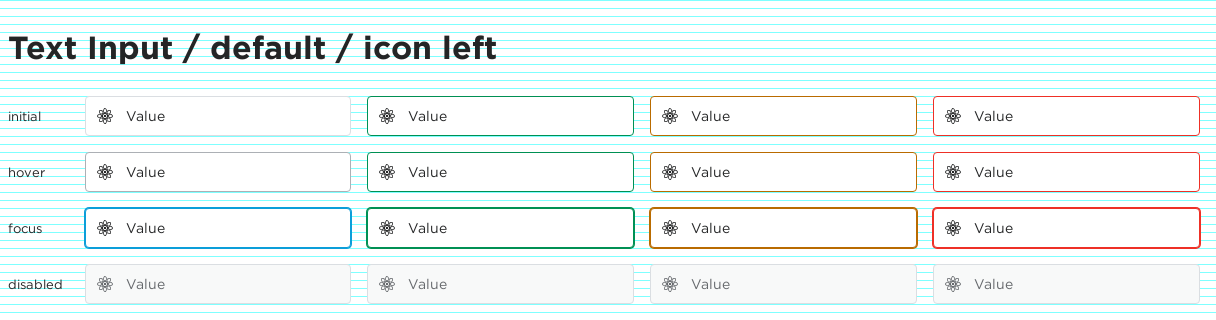 Text Input / default / icon left
initial Value Value Value Value
hover Value Value Value Value
focus Value Value Value Value
disabled Value Value Value Value